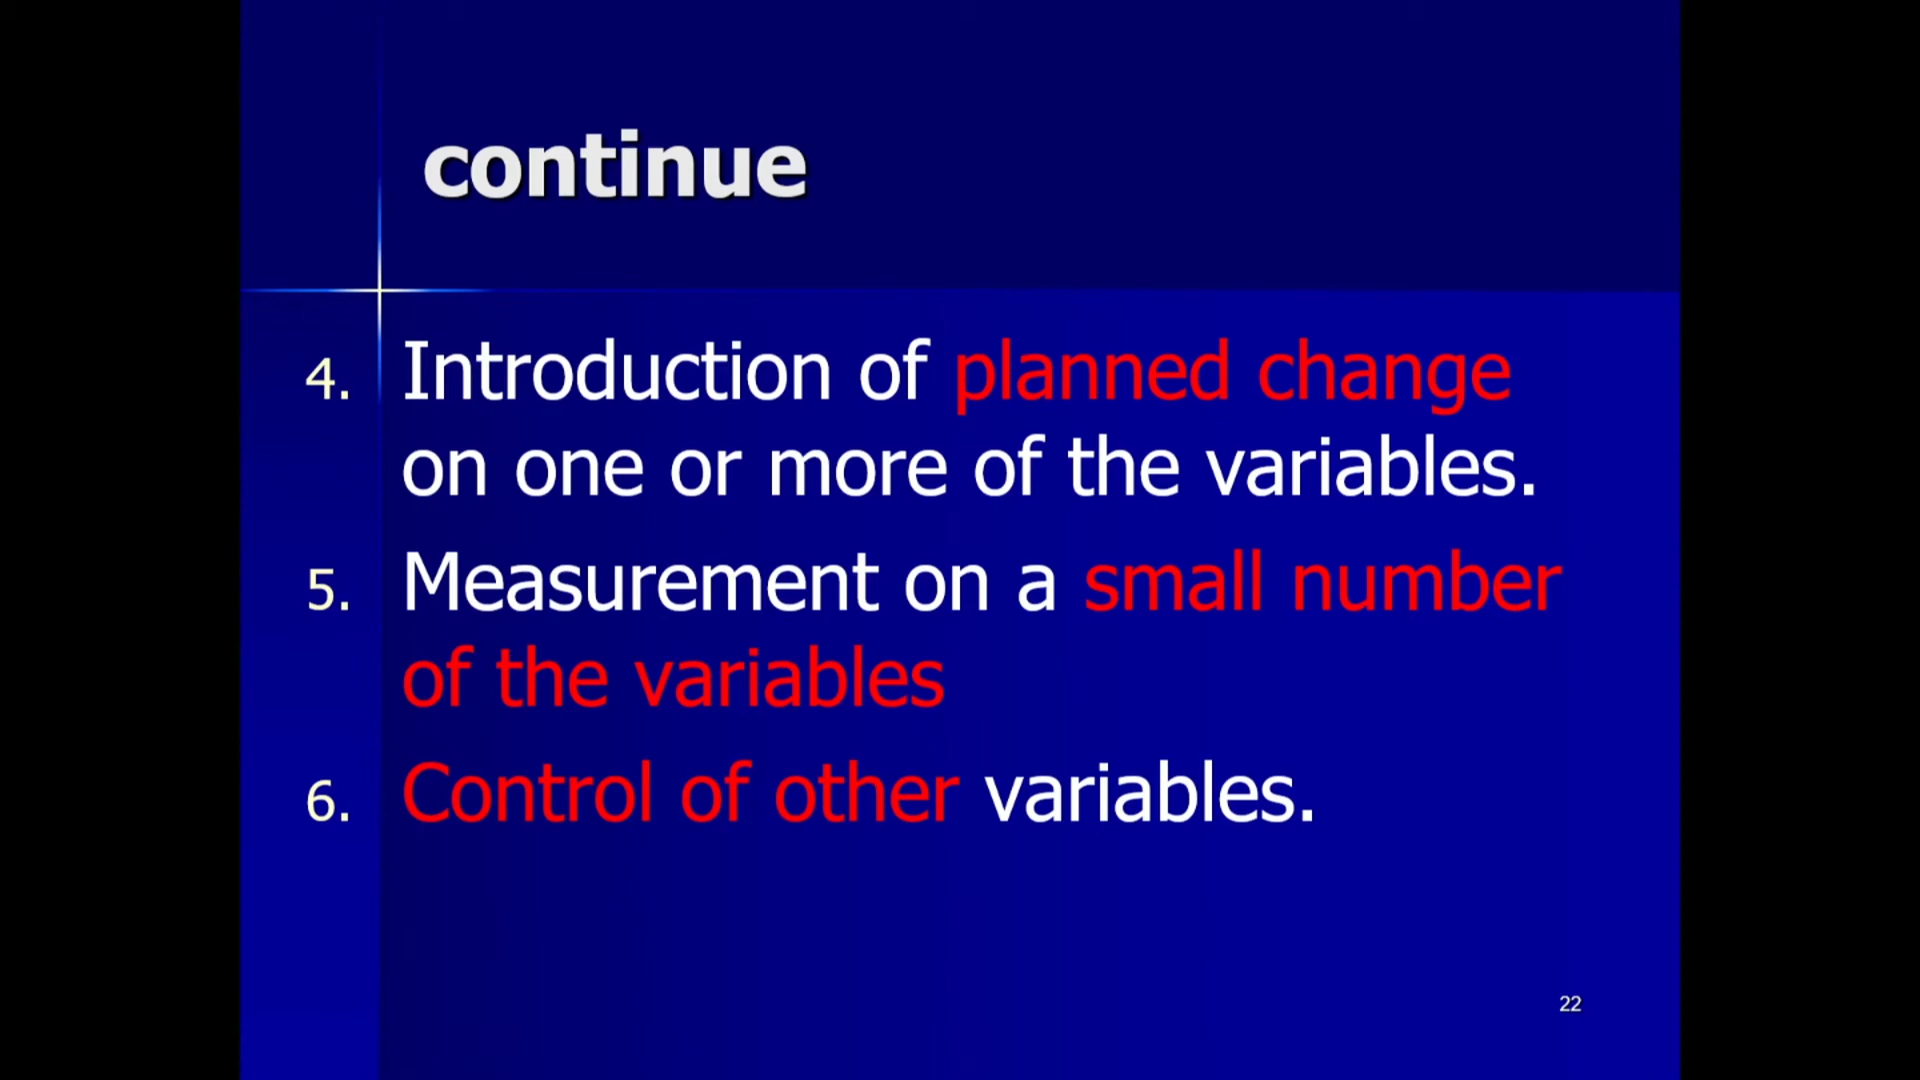 continue
4. Introduction of planned change
on one or more of the variables.
5. Measurement on a small number
of the variables
6. Control of other variables.
22